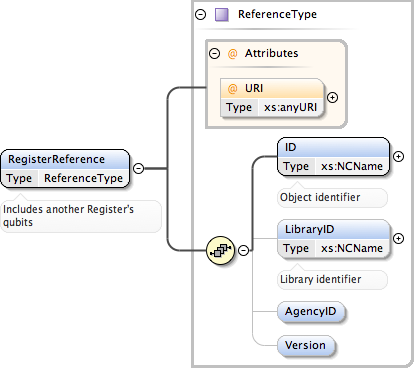 ReferenceType
@ Attributes
@ URI
Type xs:anyURI
RegisterReference
Type ReferenceType
Includes another Register's
qubits
ID
Type xs:NCName
Object identifier
LibraryID
Type xs:NCName
Library identifier
AgencyID
Version